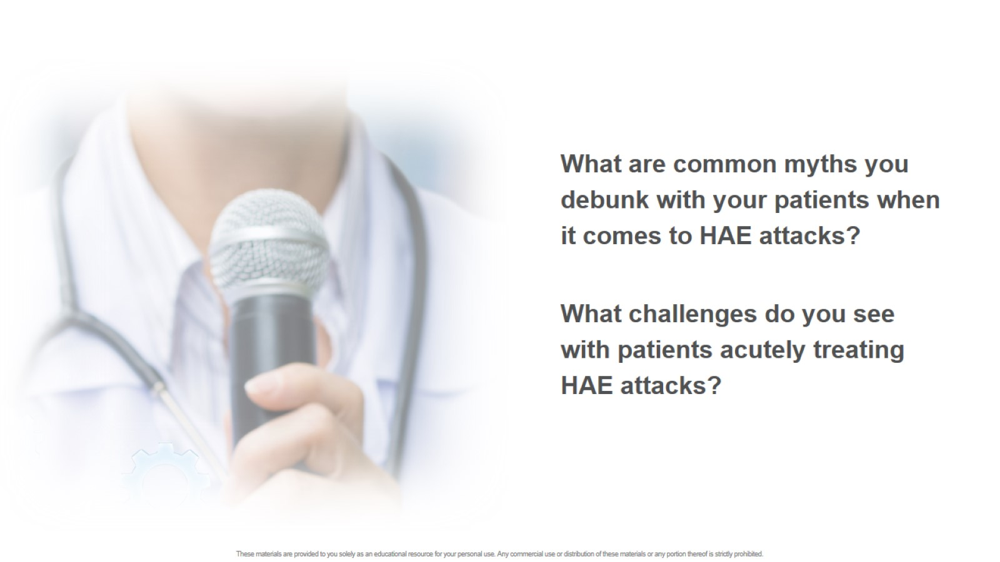 What are common myths you
debunk with your patients when
it comes to HAE attacks?
What challenges do you see
with patients acutely treating
HAE attacks?
These materials are provided to you solely as an educational resource for your personal use. Any commercial use or distribution of these materials or any portion thereof is strictly prohibited.